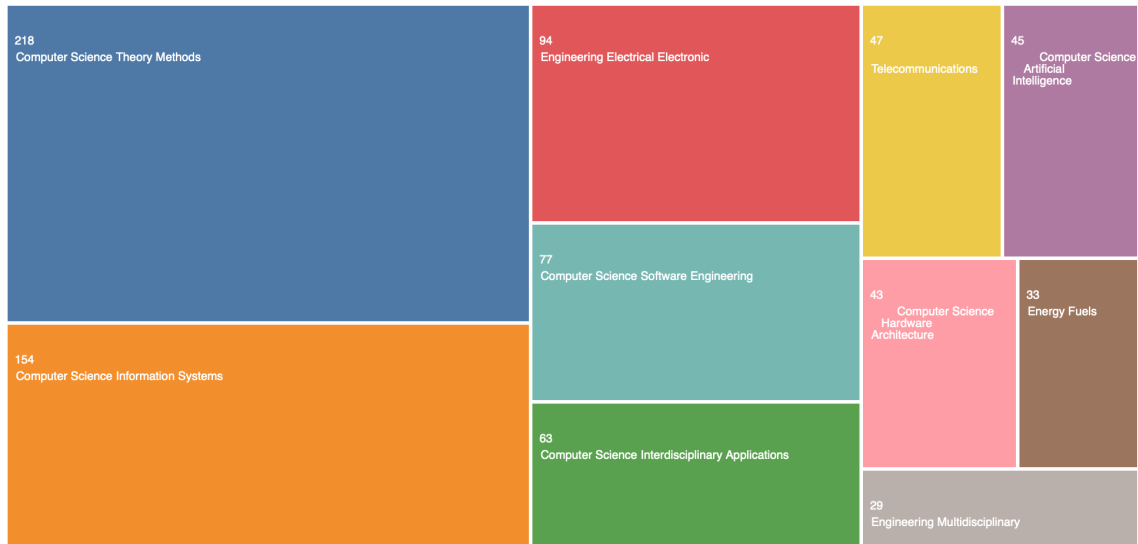 218
Computer Science Theory Methods
154
Computer Science Information Systems
94
Engineering Electrical Electronic
77
Computer Science Software Engineering
63
Computer Science Interdisciplinary Applications
47
Telecommunications
45
Computer Science
Artificial
Intelligence
43
Computer Science
Hardware
Architecture
33
Energy Fuels
29
Engineering Multidisciplinary